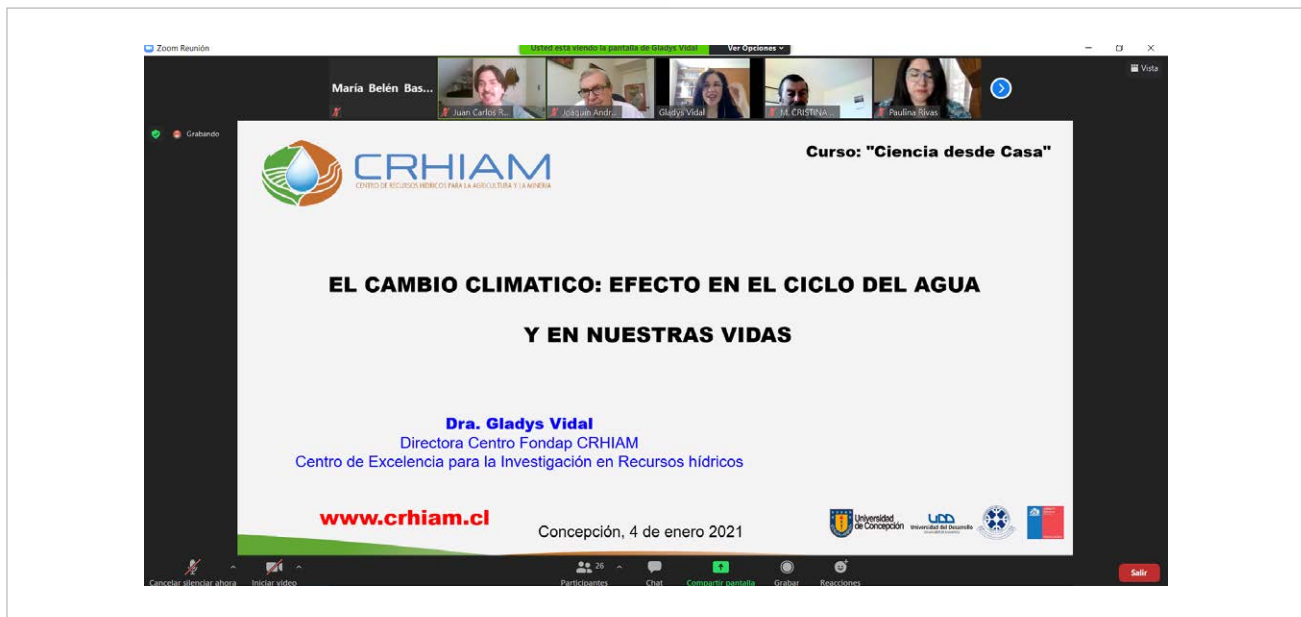 Zoom Reunión
Usted está viendo la pantalla de Gladys Vidal
Ver Opciones
Vista
María Belén Bas...
Juan Carlos R...
Joaquin Andr...
Gladys Vidal
M. CRISTINA ...
Paulina Rivas
Grabando
CRHIAM
CENTRO DE RECURSOS HÍDRICOS PARA LA AGRICULTURA Y LA MINERÍA
Curso: "Ciencia desde Casa"
EL CAMBIO CLIMATICO: EFECTO EN EL CICLO DEL AGUA
Y EN NUESTRAS VIDAS
Dra. Gladys Vidal
Directora Centro Fondap CRHIAM
Centro de Excelencia para la Investigación en Recursos hídricos
www.crhiam.cl
Concepción, 4 de enero 2021
Universidad
de Concepción
UDD
Universidad del Desarrollo
Cancelar silenciar ahora
Iniciar video
26
Participantes
Chat
Compartir pantalla
Grabar
Reacciones
Salir